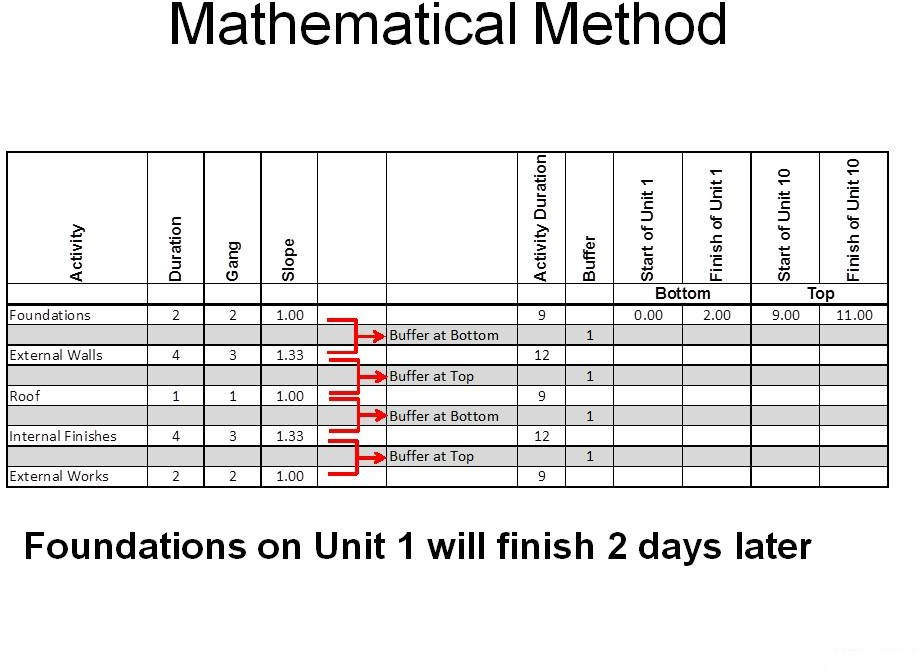 Mathematical Method
Activity Duration Gang Slope Activity Duration Buffer Start of Unit 1 Finish of Unit 1 Start of Unit 10 Finish of Unit 10
Bottom Top
Foundations 2 2 1.00 9 0.00 2.00 9.00 11.00
Buffer at Bottom 1
External Walls 4 3 1.33 12
Buffer at Top 1
Roof 1 1 1.00 9
Buffer at Bottom 1
Internal Finishes 4 3 1.33 12
Buffer at Top 1
External Works 2 2 1.00 9
Foundations on Unit 1 will finish 2 days later